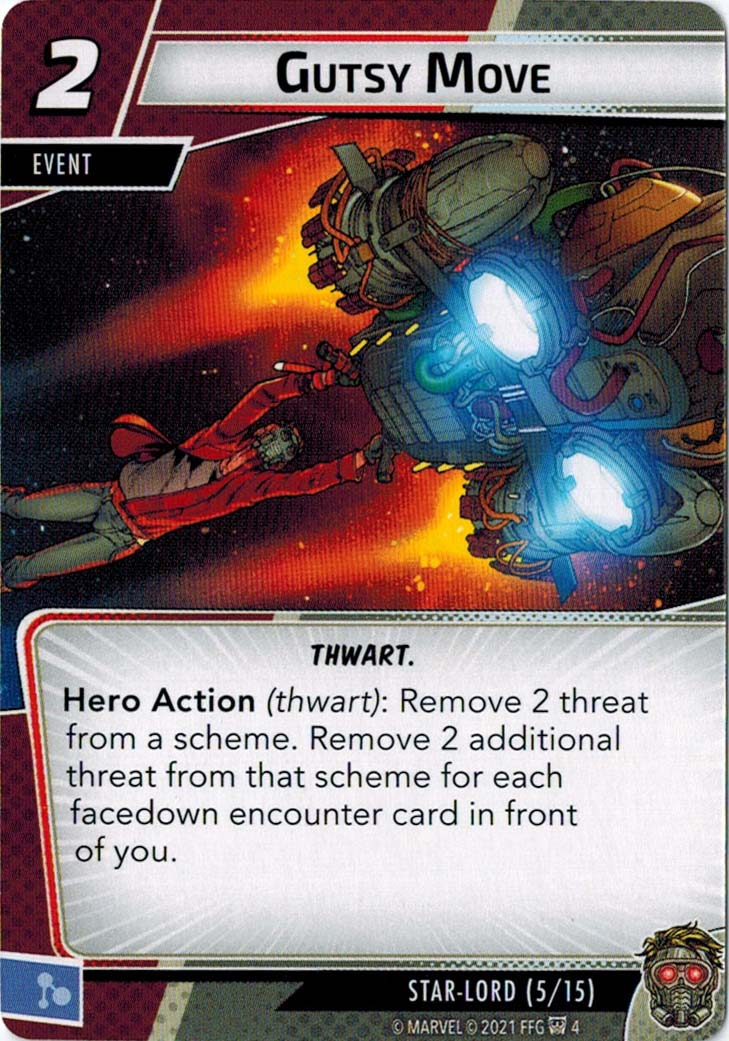 2
GUTSY MOVE
EVENT
THWART.
Hero Action (thwart): Remove 2 threat
from a scheme. Remove 2 additional
threat from that scheme for each
facedown encounter card in front
of you.
STAR-LORD (5/15)
© MARVEL © 2021 FFG 4